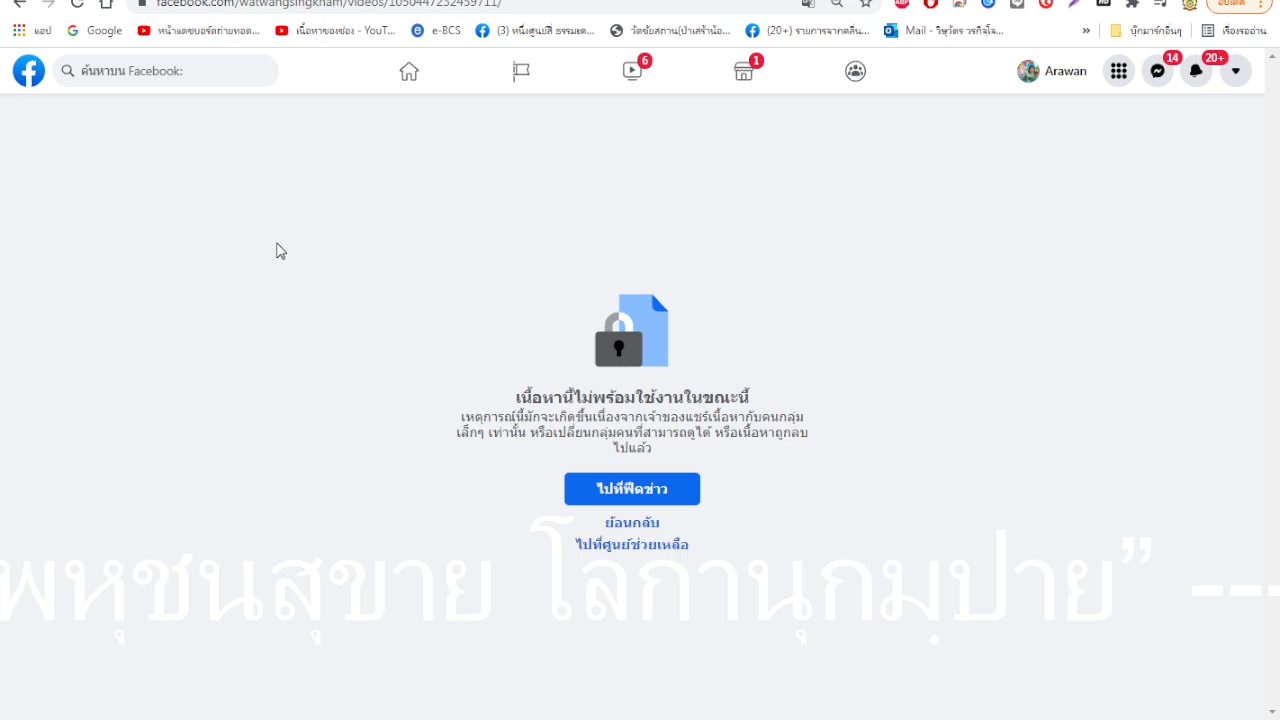 facebook.com/watwangsingkham/videos/1050447232459711/
อัปเดต
แอป
Google
หน้าแดชบอร์ดถ่ายทอด...
เนื้อหาของช่อง - YouT...
e-BCS
(3) หนึ่งศูนย์สี่ ธรรมะค...
วัดชัยสถาน(ป่าเสร้าน้อ...
(20+) รายการจากคลิน...
Mail - วิษุวัตร วรกิจุโจ...
»
บุ๊กมาร์กอื่นๆ
เรื่องรออ่าน
ค้นหาบน Facebook:
6
1
Arawan
14
20+
เนื้อหานี้ไม่พร้อมใช้งานในขณะนี้
เหตุการณ์นี้มักจะเกิดขึ้นเนื่องจากเจ้าของแชร์เนื้อหากับคนกลุ่ม
เล็กๆ เท่านั้น หรือเปลี่ยนกลุ่มคนที่สามารถดูได้ หรือเนื้อหาถูกลบ
ไปแล้ว
ไปที่ฟีดข่าว
ย้อนกลับ
ไปที่ศูนย์ช่วยเหลือ
พหุชนสุขาย โลกานุกมฺปาย” ---